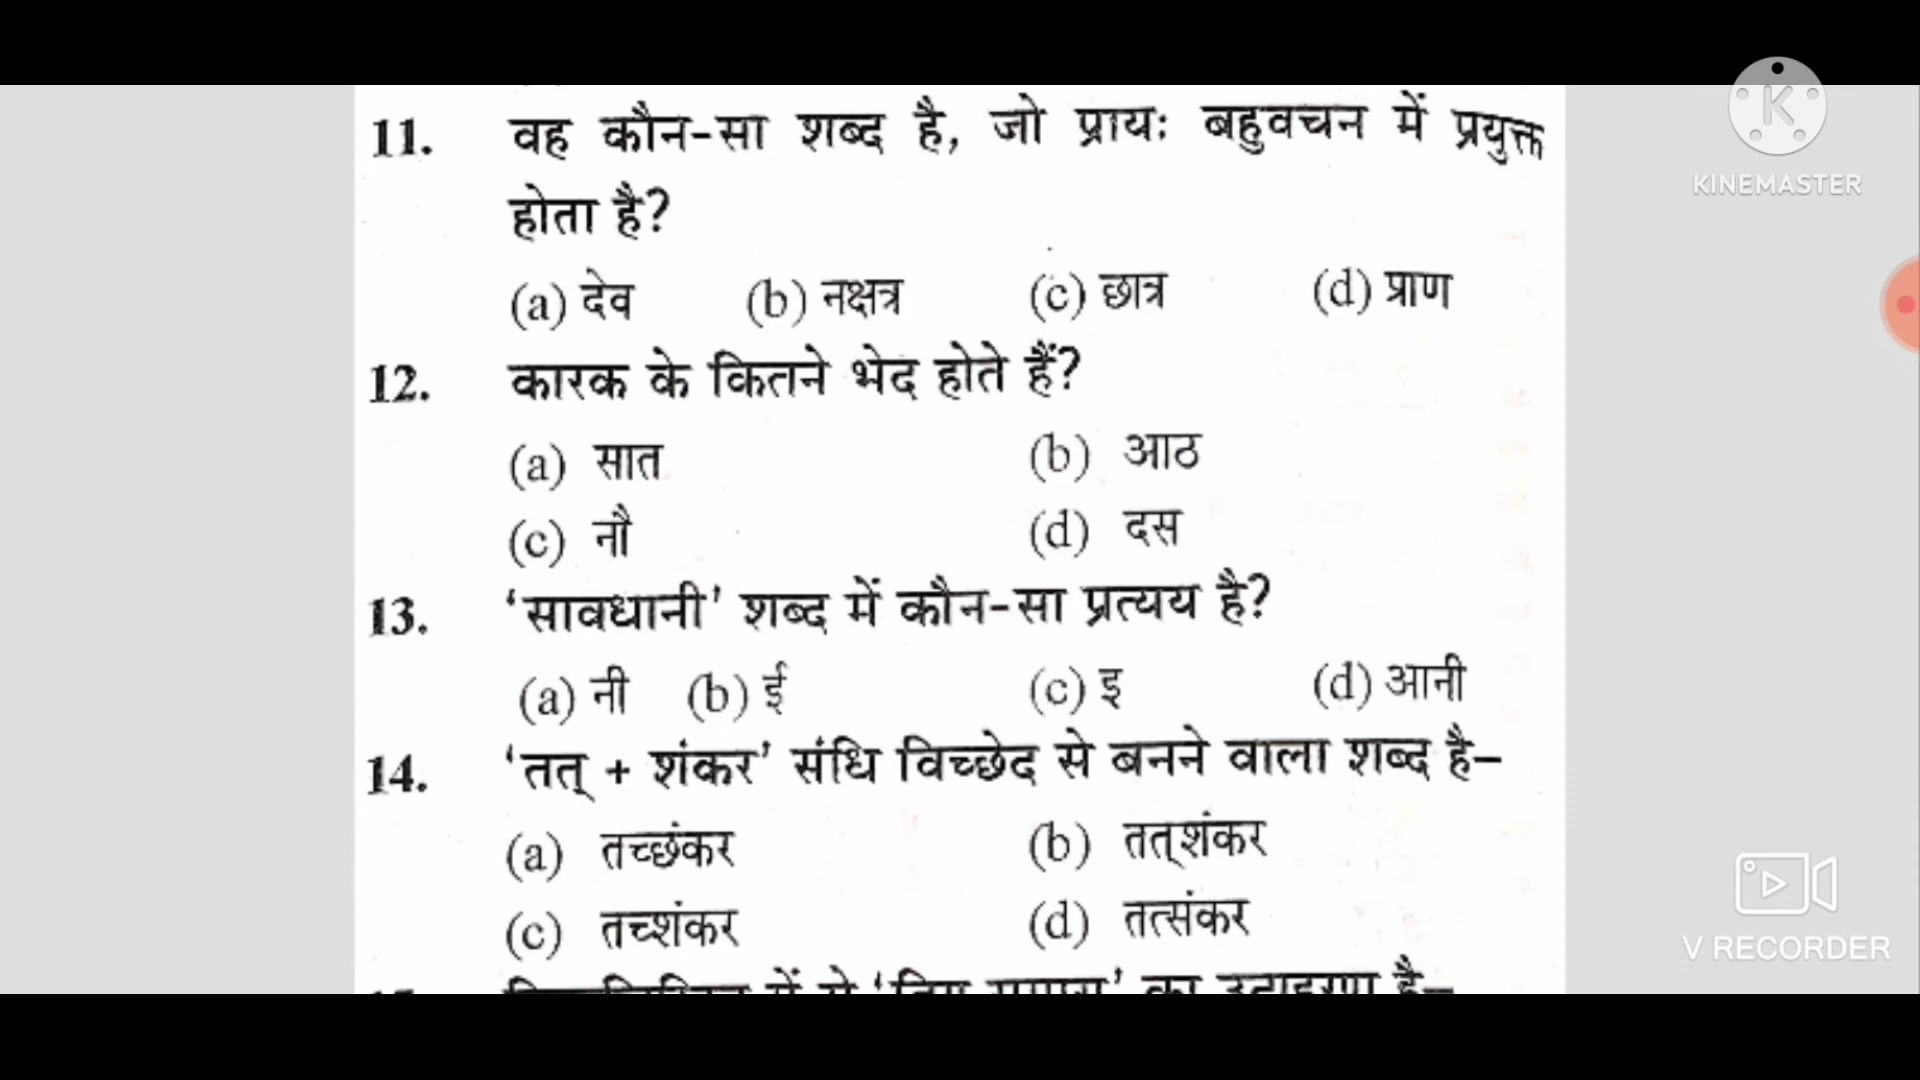 11. वह कौन-सा शब्द है, जो प्रायः बहुवचन में प्रयुक्त
होता है?
(a) देव (b) नक्षत्र (c) छात्र (d) प्राण
12. कारक के कितने भेद होते हैं?
(a) सात (b) आठ
(c) नौ (d) दस
13. 'सावधानी' शब्द में कौन-सा प्रत्यय है?
(a) नी (b) ई (c) इ (d) आनी
14. 'तत् + शंकर' संधि विच्छेद से बनने वाला शब्द है–
(a) तच्छंकर (b) तत्शंकर
(c) तच्शंकर (d) तत्संकर
K
KINEMASTER
V RECORDER